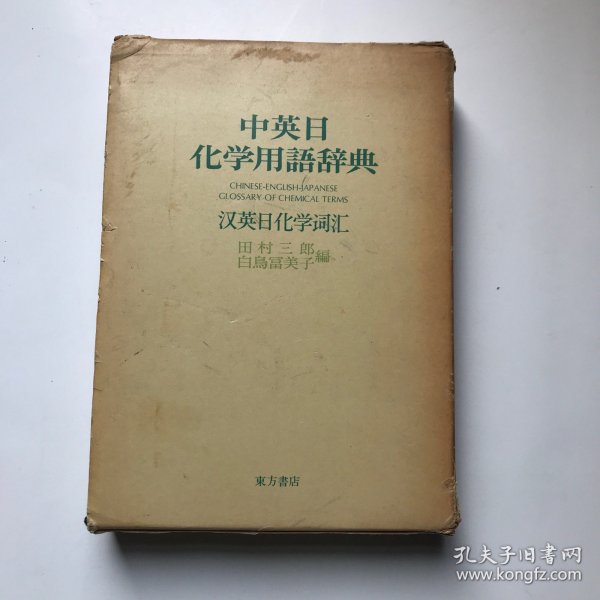 中英日
化学用語辞典
CHINESE-ENGLISH-JAPANESE
GLOSSARY OF CHEMICAL TERMS
汉英日化学词汇
田村三郎
白鳥冨美子 編
東方書店
孔夫子旧书网
www.kongfz.com